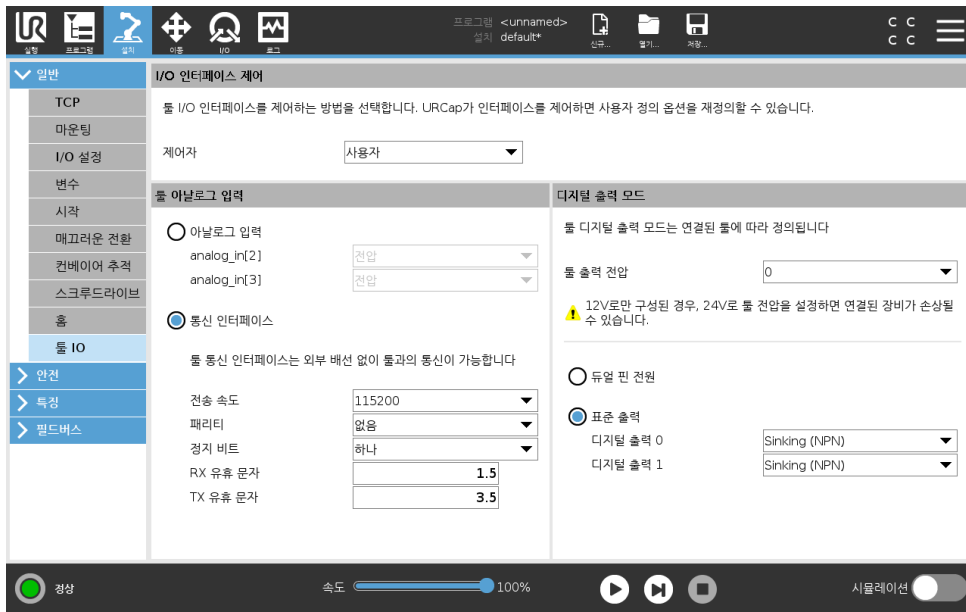 UR
실행
프로그램
설치
이동
I/O
로그
프로그램 <unnamed>
설치 default*
신규...
열기...
저장...
C C
C C
일반
TCP
마운팅
I/O 설정
변수
시작
매끄러운 전환
컨베이어 추적
스크루드라이브
홈
툴 IO
안전
특징
필드버스
I/O 인터페이스 제어
툴 I/O 인터페이스를 제어하는 방법을 선택합니다. URCap가 인터페이스를 제어하면 사용자 정의 옵션을 재정의할 수 있습니다.
제어자 사용자
툴 아날로그 입력
아날로그 입력
analog_in[2] 전압
analog_in[3] 전압
통신 인터페이스
툴 통신 인터페이스는 외부 배선 없이 툴과의 통신이 가능합니다
전송 속도 115200
패리티 없음
정지 비트 하나
RX 유휴 문자 1.5
TX 유휴 문자 3.5
디지털 출력 모드
툴 디지털 출력 모드는 연결된 툴에 따라 정의됩니다
툴 출력 전압 0
12V로만 구성된 경우, 24V로 툴 전압을 설정하면 연결된 장비가 손상될
수 있습니다.
듀얼 핀 전원
표준 출력
디지털 출력 0 Sinking (NPN)
디지털 출력 1 Sinking (NPN)
정상
속도 100%
시뮬레이션